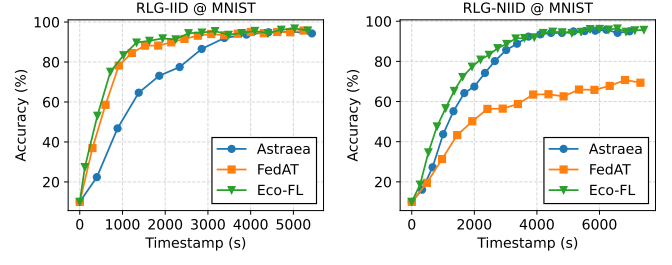 RLG-IID @ MNIST
Accuracy (%)
100
80
60
40
20
Astraea
FedAT
Eco-FL
0
1000
2000
3000
4000
5000
Timestamp (s)
RLG-NIID @ MNIST
Accuracy (%)
100
80
60
40
20
Astraea
FedAT
Eco-FL
0
2000
4000
6000
Timestamp (s)